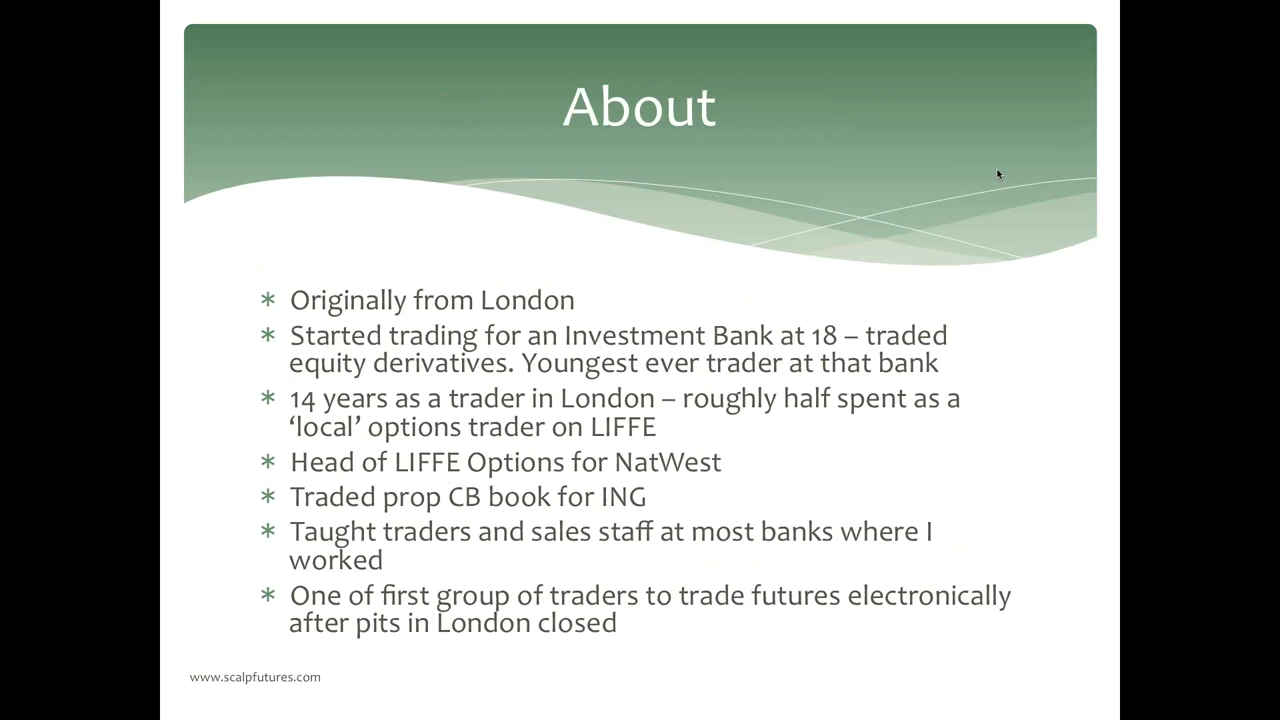 About
* Originally from London
* Started trading for an Investment Bank at 18 – traded
equity derivatives. Youngest ever trader at that bank
* 14 years as a trader in London – roughly half spent as a
‘local’ options trader on LIFFE
* Head of LIFFE Options for NatWest
* Traded prop CB book for ING
* Taught traders and sales staff at most banks where I
worked
* One of first group of traders to trade futures electronically
after pits in London closed
www.scalpfutures.com